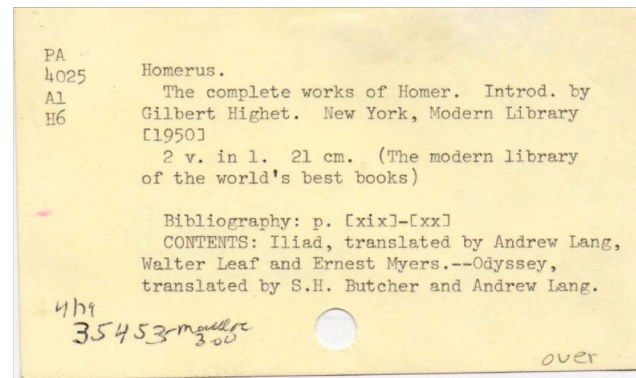 PA
4025
A1
H6
Homerus.
The complete works of Homer. Introd. by
Gilbert Highet. New York, Modern Library
[1950]
2 v. in 1. 21 cm. (The modern library
of the world's best books)
Bibliography: p. [xix]-[xx]
CONTENTS: Iliad, translated by Andrew Lang,
Walter Leaf and Ernest Myers.--Odyssey,
translated by S.H. Butcher and Andrew Lang.
35453
3.00
over